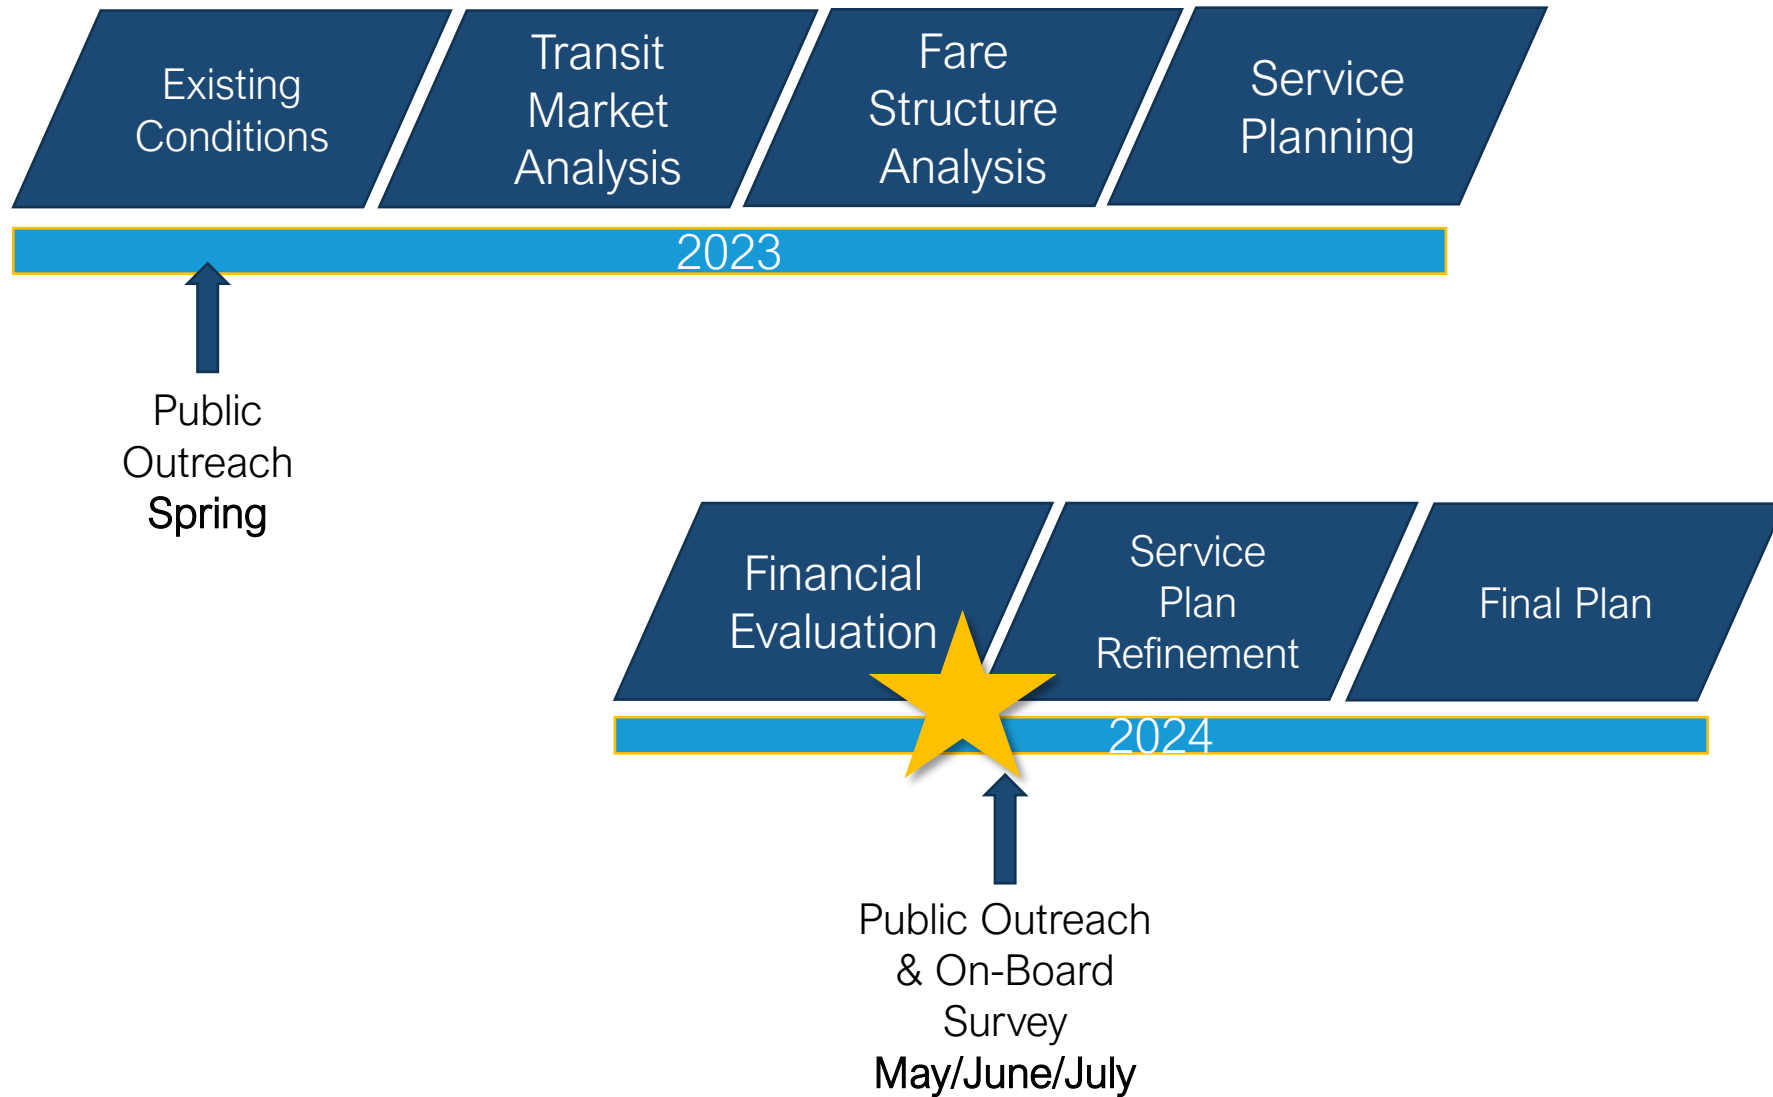 Existing
Conditions
Transit
Market
Analysis
Fare
Structure
Analysis
Service
Planning
2023
Public
Outreach
Spring
Financial
Evaluation
Service
Plan
Refinement
Final Plan
2024
Public Outreach
& On-Board
Survey
May/June/July